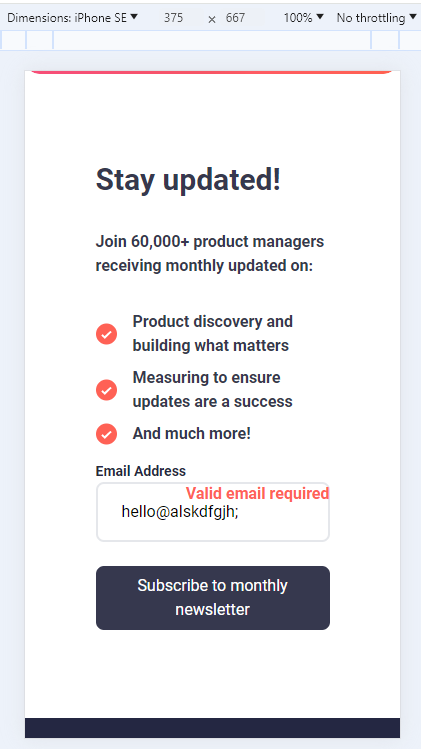 Dimensions: iPhone SE 375 × 667 100% No throttling
Stay updated!
Join 60,000+ product managers
receiving monthly updated on:
Product discovery and
building what matters
Measuring to ensure
updates are a success
And much more!
Email Address
Valid email required
hello@alskdfgjh;
Subscribe to monthly
newsletter